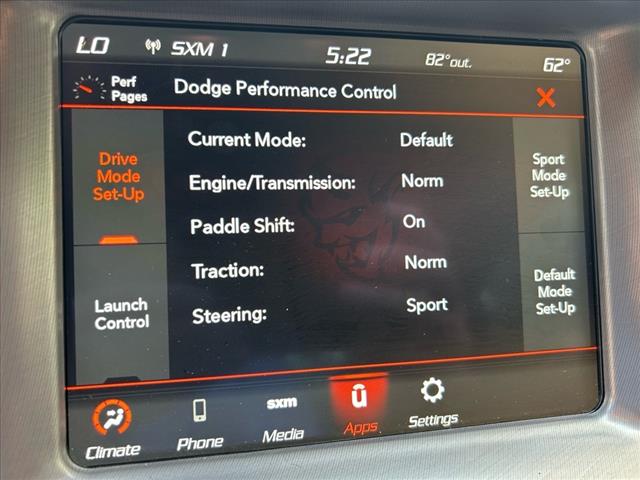 LO SXM 1 5:22 82°out. 62°
Perf
Pages
Dodge Performance Control
Drive
Mode
Set-Up
Launch
Control
Current Mode: Default
Engine/Transmission: Norm
Paddle Shift: On
Traction: Norm
Steering: Sport
Sport
Mode
Set-Up
Default
Mode
Set-Up
Climate
Phone
sxm
Media
û
Apps
Settings